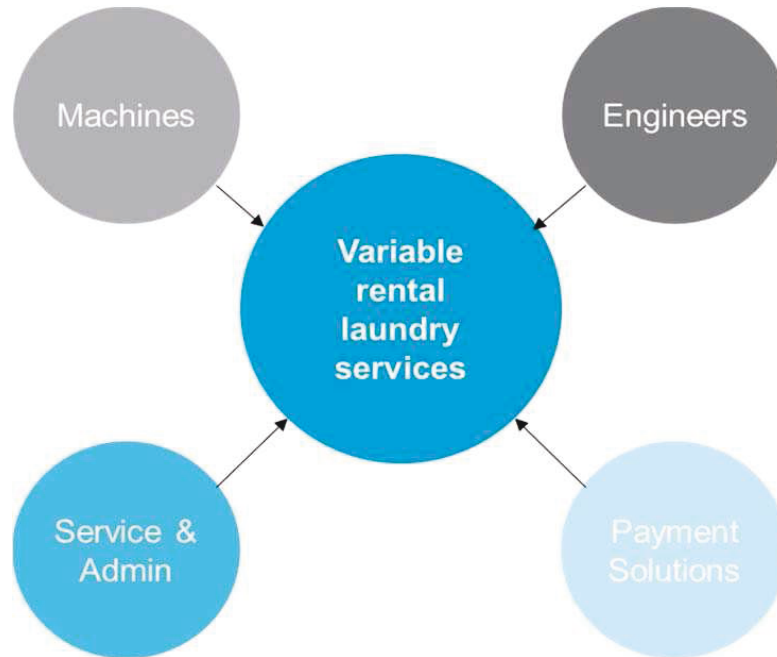 Machines
Engineers
Variable
rental
laundry
services
Service &
Admin
Payment
Solutions